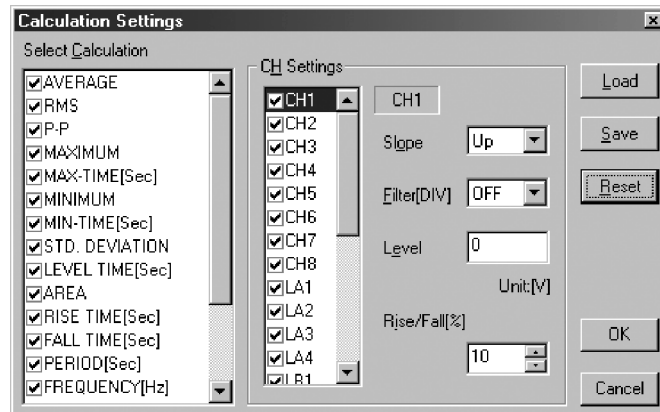 Calculation Settings
Select Calculation
AVERAGE
RMS
P-P
MAXIMUM
MAX-TIME[Sec]
MINIMUM
MIN-TIME[Sec]
STD. DEVIATION
LEVEL TIME[Sec]
AREA
RISE TIME[Sec]
FALL TIME[Sec]
PERIOD[Sec]
FREQUENCY[Hz]
CH Settings
CH1
CH2
CH3
CH4
CH5
CH6
CH7
CH8
LA1
LA2
LA3
LA4
LB1
CH1
Slope Up
Filter[DIV] OFF
Level 0
Unit:[V]
Rise/Fall[%]
10
Load
Save
Reset
OK
Cancel